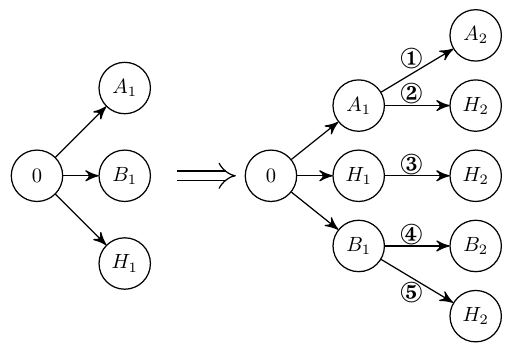 A₂
①
A₁
A₁
②
H₂
0
B₁
0
H₁
③
H₂
H₁
B₁
④
B₂
⑤
H₂